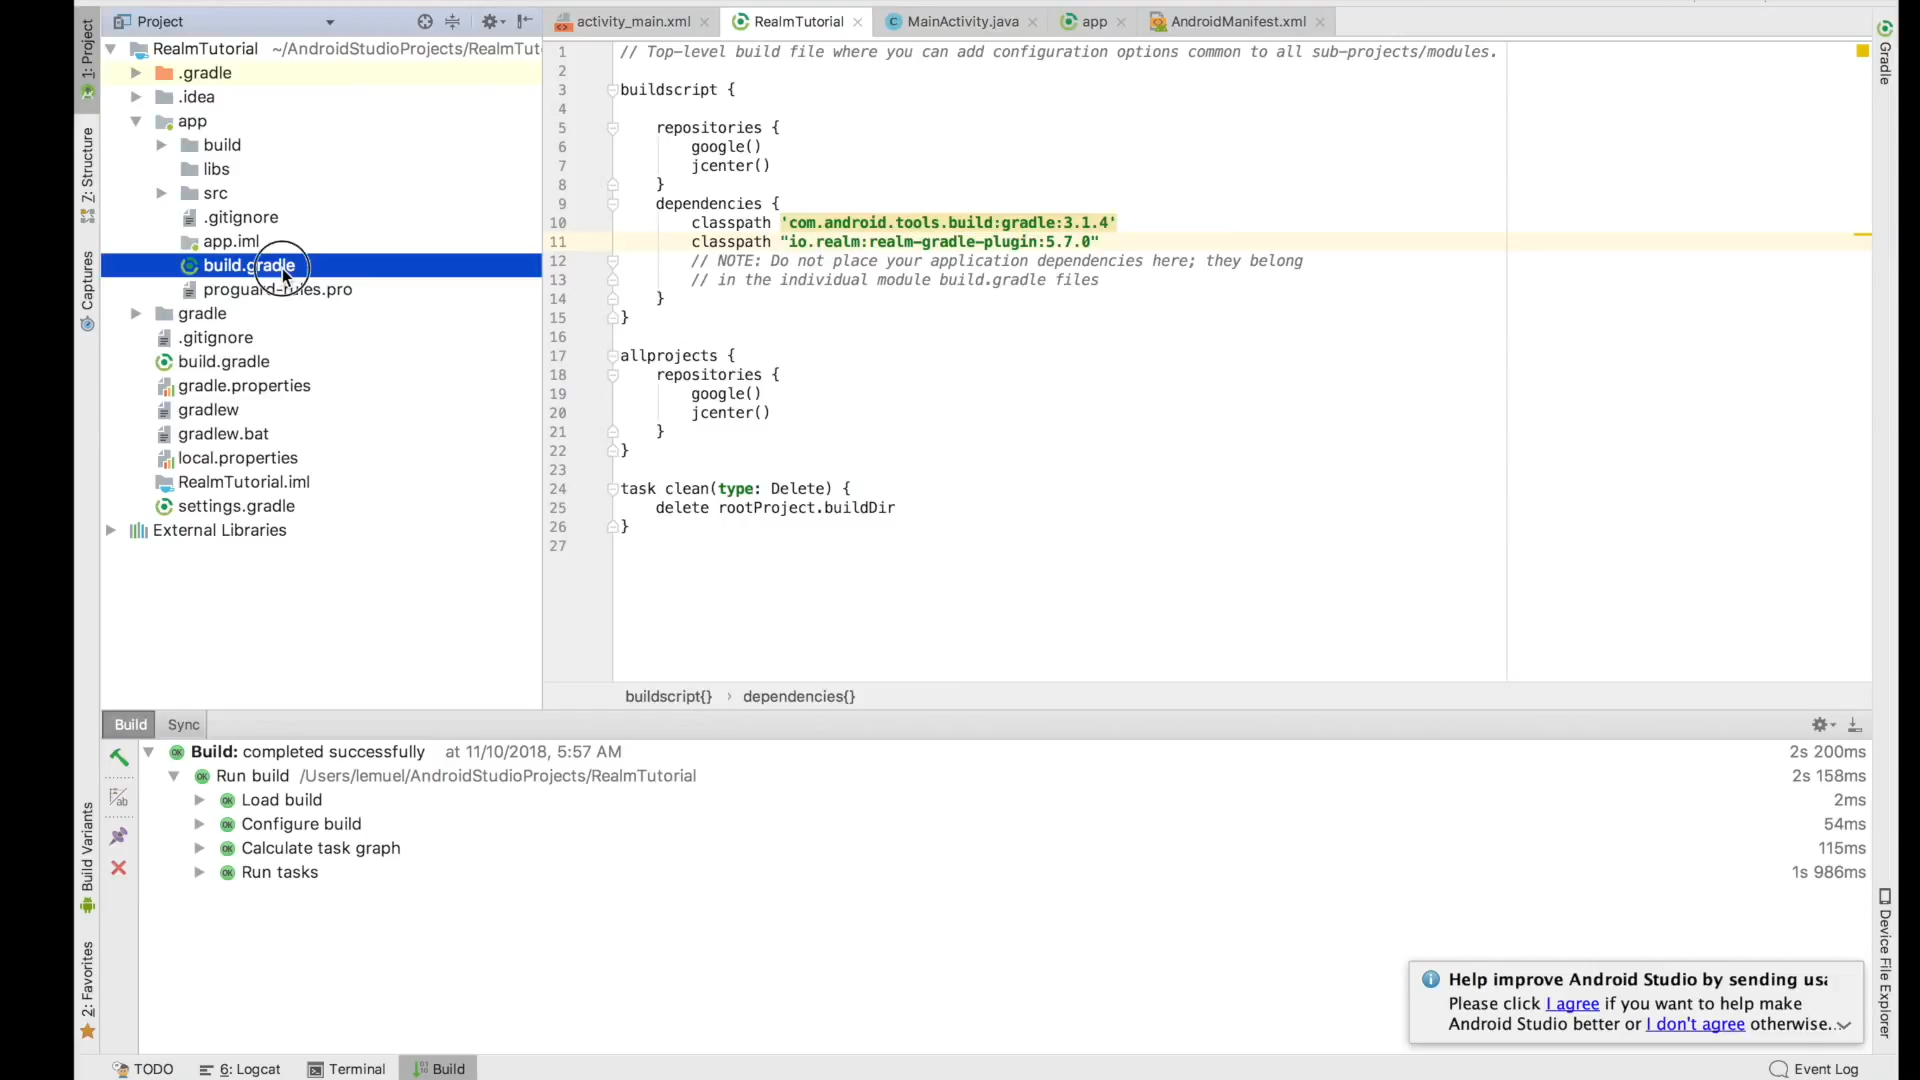 Project
activity_main.xml
RealmTutorial
MainActivity.java
app
AndroidManifest.xml
1: Project
Z: Structure
Captures
Build Variants
2: Favorites
Gradle
Device File Explorer
RealmTutorial ~/AndroidStudioProjects/RealmTut
.gradle
.idea
app
build
libs
src
.gitignore
app.iml
build.gradle
proguard-rules.pro
gradle
.gitignore
build.gradle
gradle.properties
gradlew
gradlew.bat
local.properties
RealmTutorial.iml
settings.gradle
External Libraries
1 // Top-level build file where you can add configuration options common to all sub-projects/modules.
2
3 buildscript {
4
5 repositories {
6 google()
7 jcenter()
8 }
9 dependencies {
10 classpath 'com.android.tools.build:gradle:3.1.4'
11 classpath "io.realm:realm-gradle-plugin:5.7.0"
12 // NOTE: Do not place your application dependencies here; they belong
13 // in the individual module build.gradle files
14 }
15 }
16
17 allprojects {
18 repositories {
19 google()
20 jcenter()
21 }
22 }
23
24 task clean(type: Delete) {
25 delete rootProject.buildDir
26 }
27
buildscript{} › dependencies{}
Build Sync
Build: completed successfully at 11/10/2018, 5:57 AM 2s 200ms
Run build /Users/lemuel/AndroidStudioProjects/RealmTutorial 2s 158ms
Load build 2ms
Configure build 54ms
Calculate task graph 115ms
Run tasks 1s 986ms
Help improve Android Studio by sending usa
Please click I agree if you want to help make
Android Studio better or I don't agree otherwise...
TODO
6: Logcat
Terminal
Build
Event Log